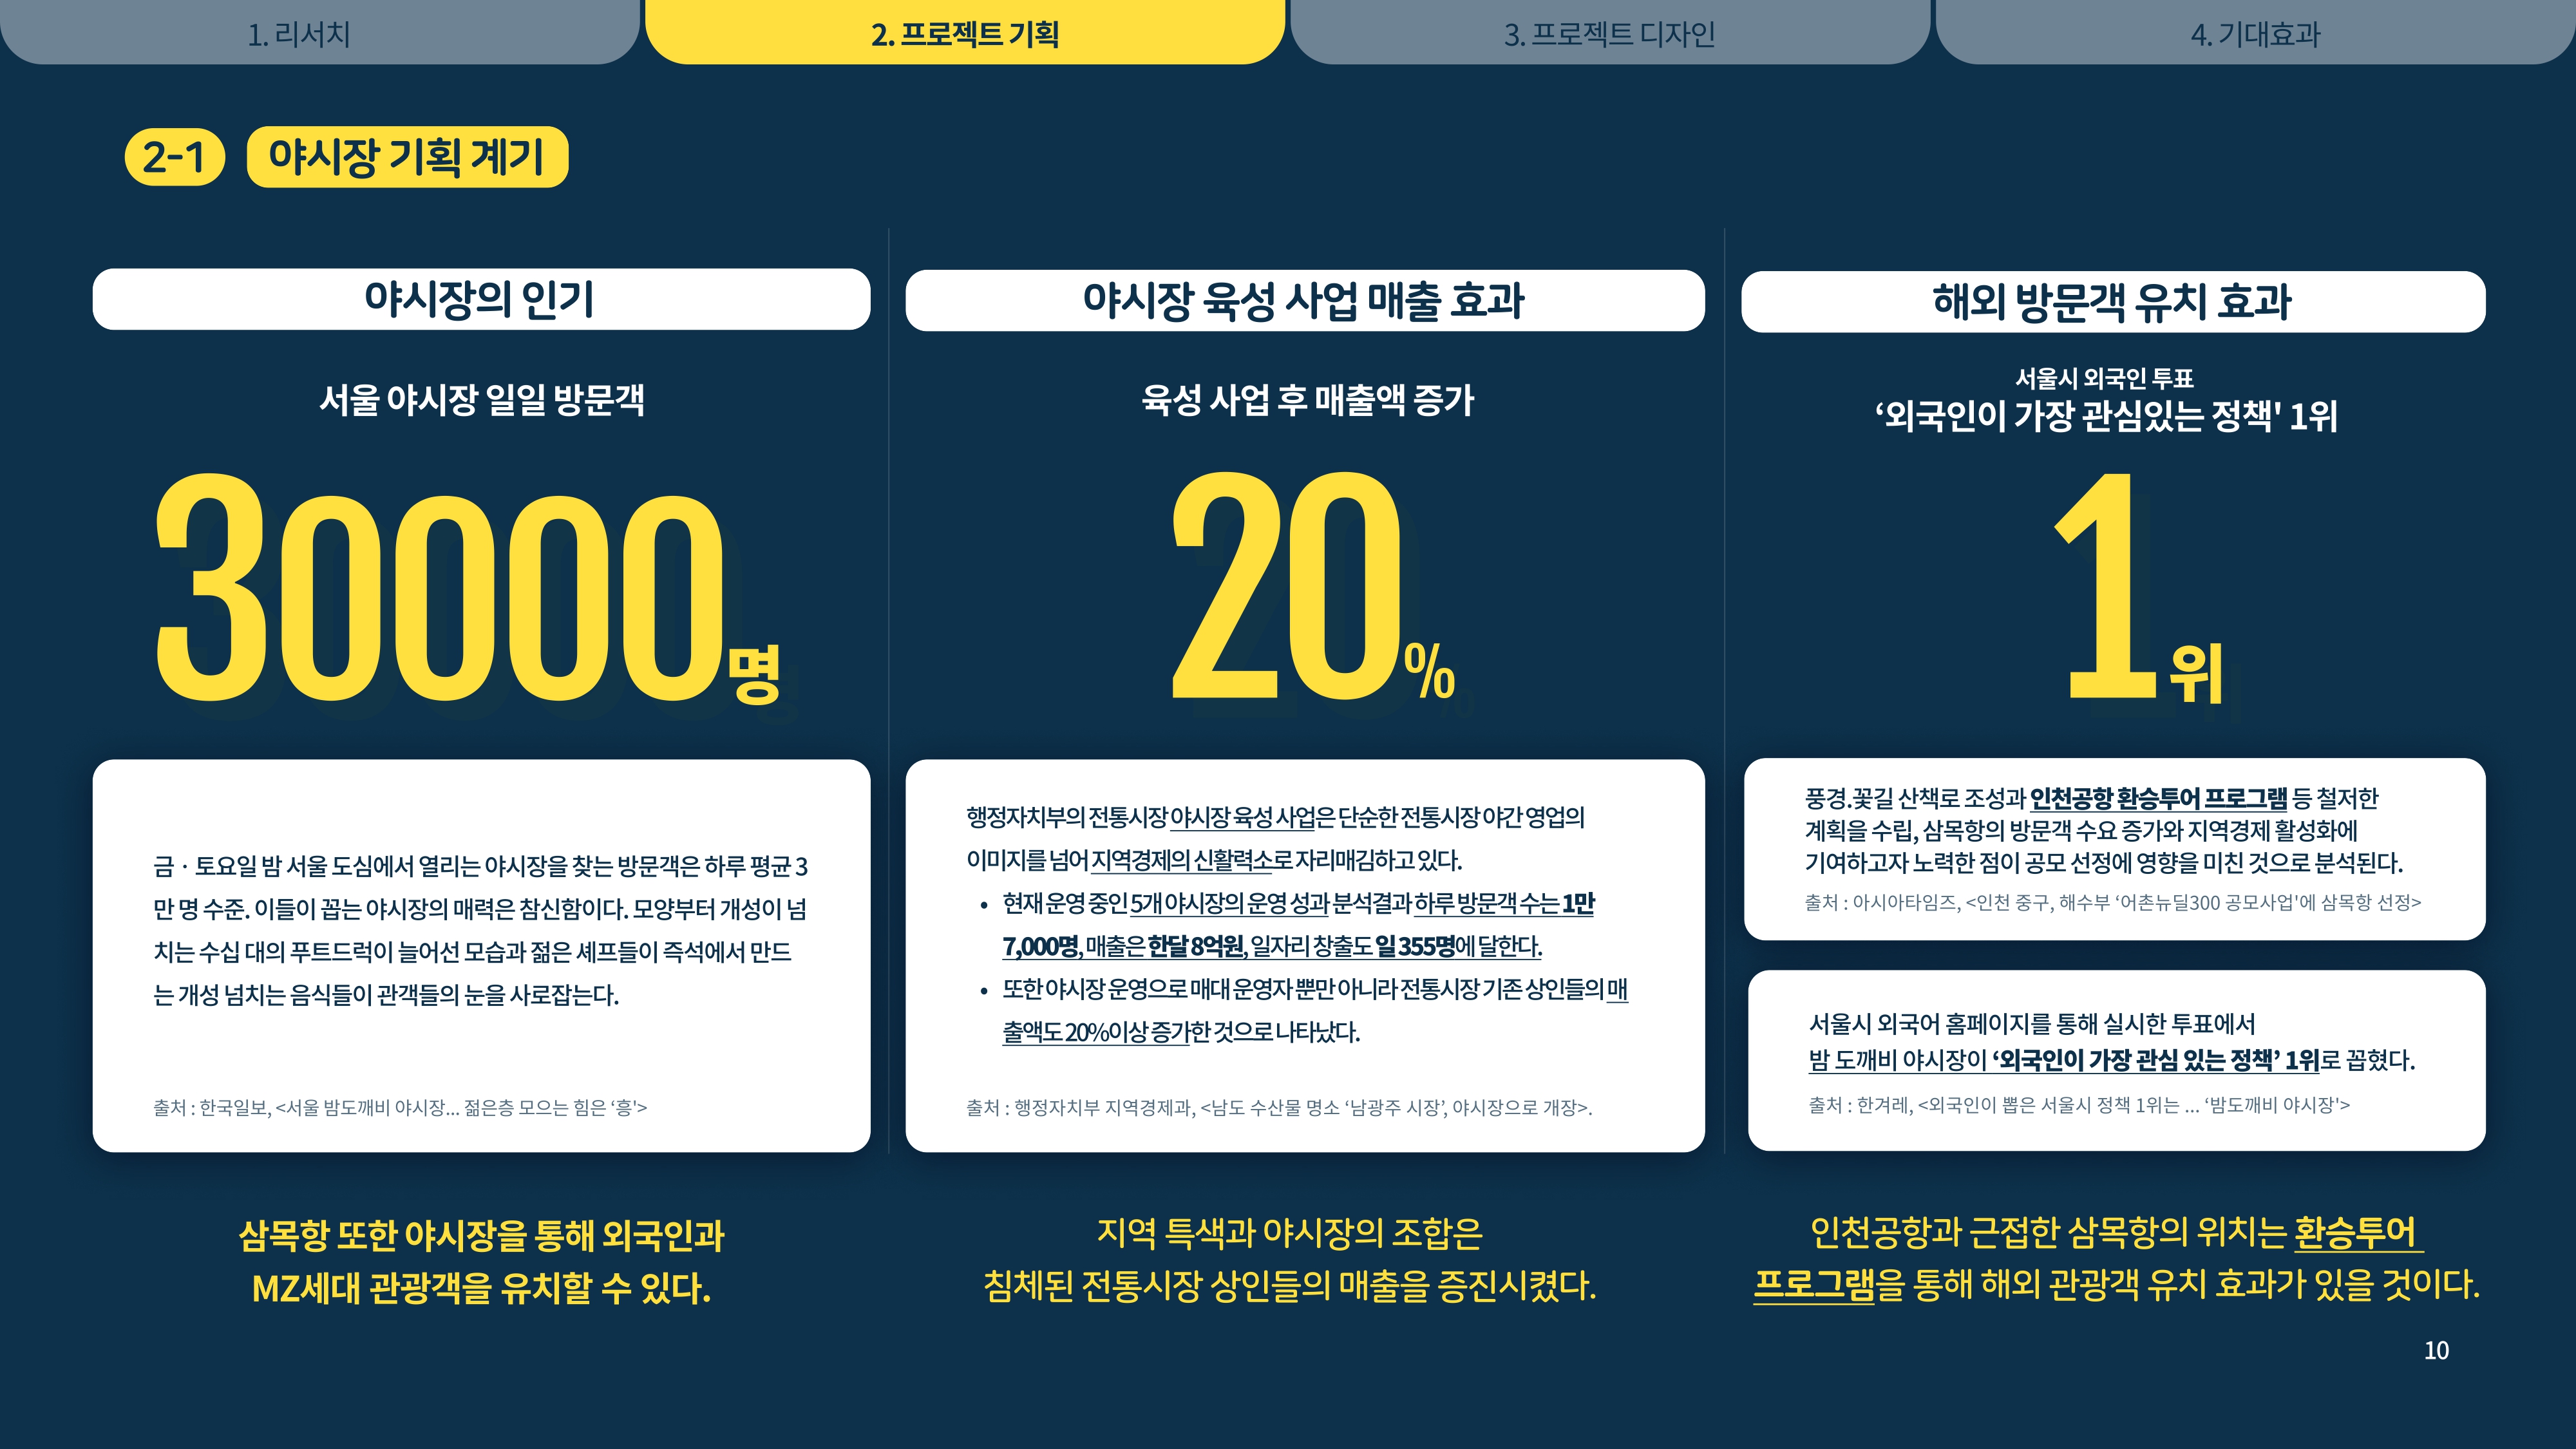 1. 리서치
2. 프로젝트 기획
3. 프로젝트 디자인
4. 기대효과
2-1 야시장 기획 계기
야시장의 인기
서울 야시장 일일 방문객
30000명
금 · 토요일 밤 서울 도심에서 열리는 야시장을 찾는 방문객은 하루 평균 3
만 명 수준. 이들이 꼽는 야시장의 매력은 참신함이다. 모양부터 개성이 넘
치는 수십 대의 푸트드럭이 늘어선 모습과 젊은 셰프들이 즉석에서 만드
는 개성 넘치는 음식들이 관객들의 눈을 사로잡는다.
출처 : 한국일보, <서울 밤도깨비 야시장... 젊은층 모으는 힘은 ‘흥'>
삼목항 또한 야시장을 통해 외국인과
MZ세대 관광객을 유치할 수 있다.
야시장 육성 사업 매출 효과
육성 사업 후 매출액 증가
20%
행정자치부의 전통시장 야시장 육성 사업은 단순한 전통시장 야간 영업의
이미지를 넘어 지역경제의 신활력소로 자리매김하고 있다.
• 현재 운영 중인 5개 야시장의 운영 성과 분석결과 하루 방문객 수는 1만
7,000명, 매출은 한달 8억원, 일자리 창출도 일 355명에 달한다.
• 또한 야시장 운영으로 매대 운영자 뿐만 아니라 전통시장 기존 상인들의 매
출액도 20%이상 증가한 것으로 나타났다.
출처 : 행정자치부 지역경제과, <남도 수산물 명소 ‘남광주 시장’, 야시장으로 개장>.
지역 특색과 야시장의 조합은
침체된 전통시장 상인들의 매출을 증진시켰다.
해외 방문객 유치 효과
서울시 외국인 투표
‘외국인이 가장 관심있는 정책' 1위
1위
풍경.꽃길 산책로 조성과 인천공항 환승투어 프로그램 등 철저한
계획을 수립, 삼목항의 방문객 수요 증가와 지역경제 활성화에
기여하고자 노력한 점이 공모 선정에 영향을 미친 것으로 분석된다.
출처 : 아시아타임즈, <인천 중구, 해수부 ‘어촌뉴딜300 공모사업'에 삼목항 선정>
서울시 외국어 홈페이지를 통해 실시한 투표에서
밤 도깨비 야시장이 ‘외국인이 가장 관심 있는 정책’ 1위로 꼽혔다.
출처 : 한겨레, <외국인이 뽑은 서울시 정책 1위는 ... ‘밤도깨비 야시장'>
인천공항과 근접한 삼목항의 위치는 환승투어
프로그램을 통해 해외 관광객 유치 효과가 있을 것이다.
10